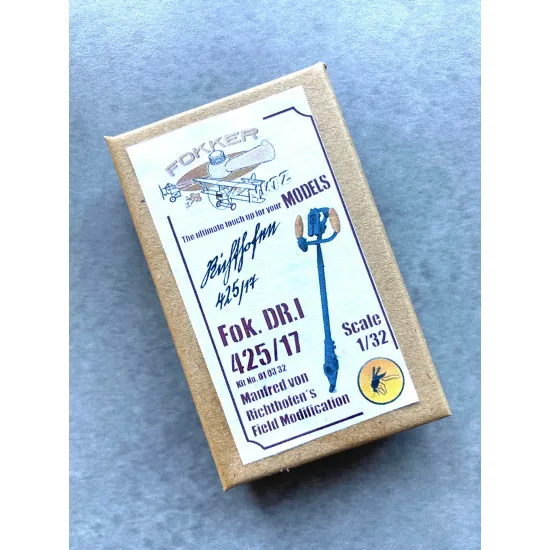 FOKKER
The ultimate touch up for your MODELS
Richthofen
425/17
Fok. DR.I
425/17
Scale
1/32
Kit No. 01 03.32
Manfred von
Richthofen´s
Field Modification